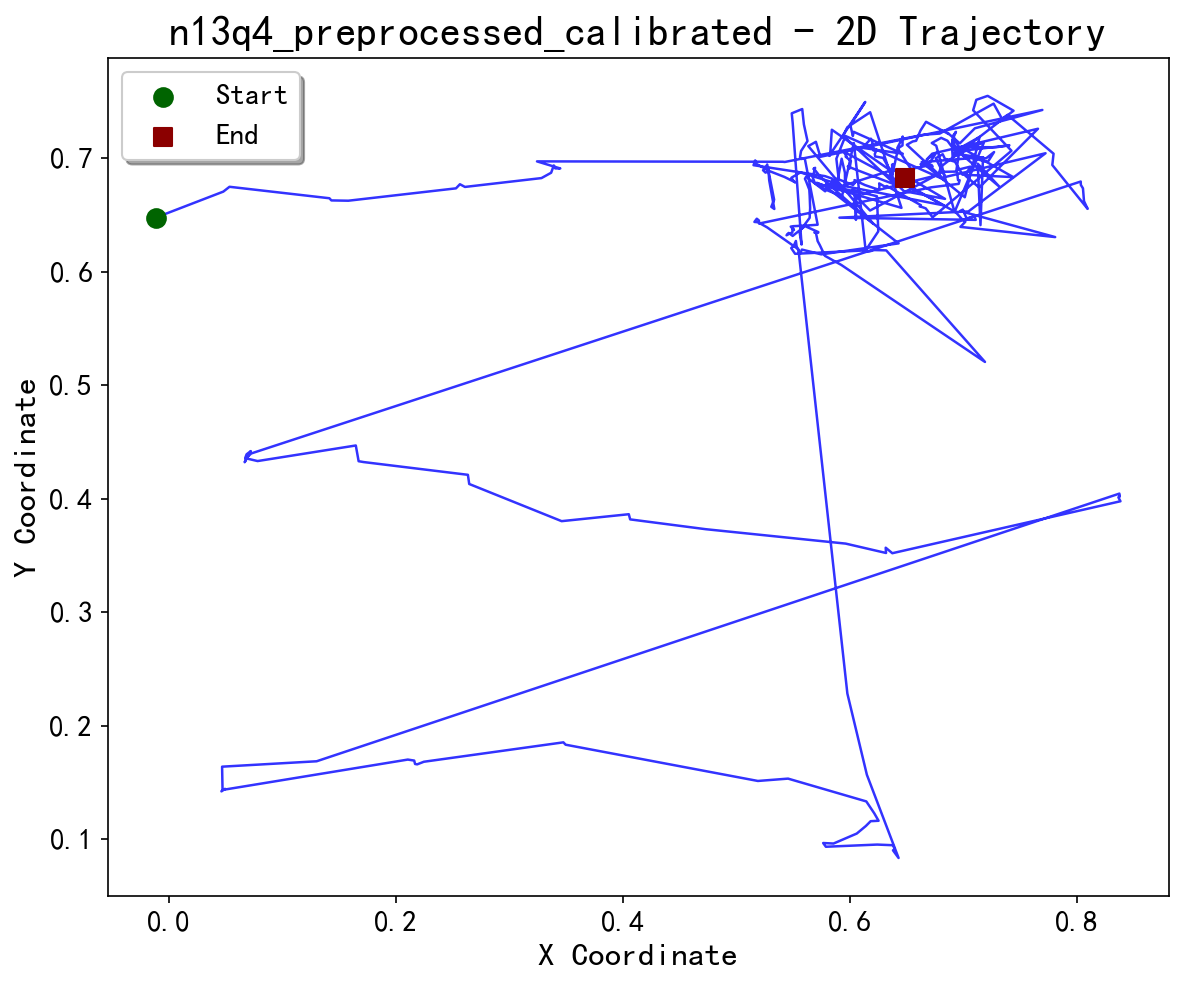 n13q4_preprocessed_calibrated - 2D Trajectory
Start
End
0.7
0.6
0.5
0.4
0.3
0.2
0.1
Y Coordinate
0.0 0.2 0.4 0.6 0.8
X Coordinate